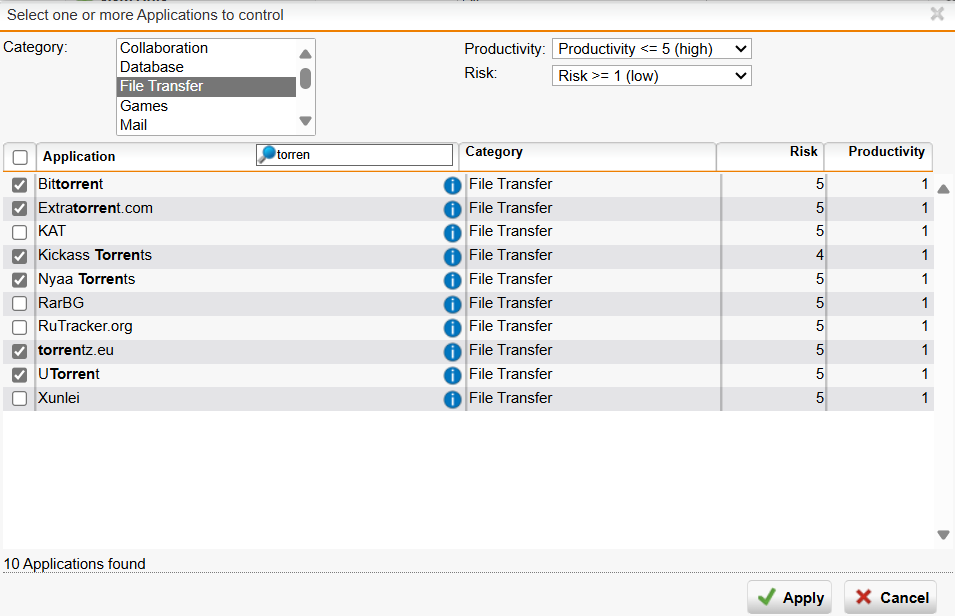 Select one or more Applications to control
Category:
Collaboration
Database
File Transfer
Games
Mail
Productivity: Productivity <= 5 (high)
Risk: Risk >= 1 (low)
Application torren Category Risk Productivity
Bittorrent File Transfer 5 1
Extratorrent.com File Transfer 5 1
KAT File Transfer 5 1
Kickass Torrents File Transfer 4 1
Nyaa Torrents File Transfer 5 1
RarBG File Transfer 5 1
RuTracker.org File Transfer 5 1
torrentz.eu File Transfer 5 1
UTorrent File Transfer 5 1
Xunlei File Transfer 5 1
10 Applications found
Apply Cancel